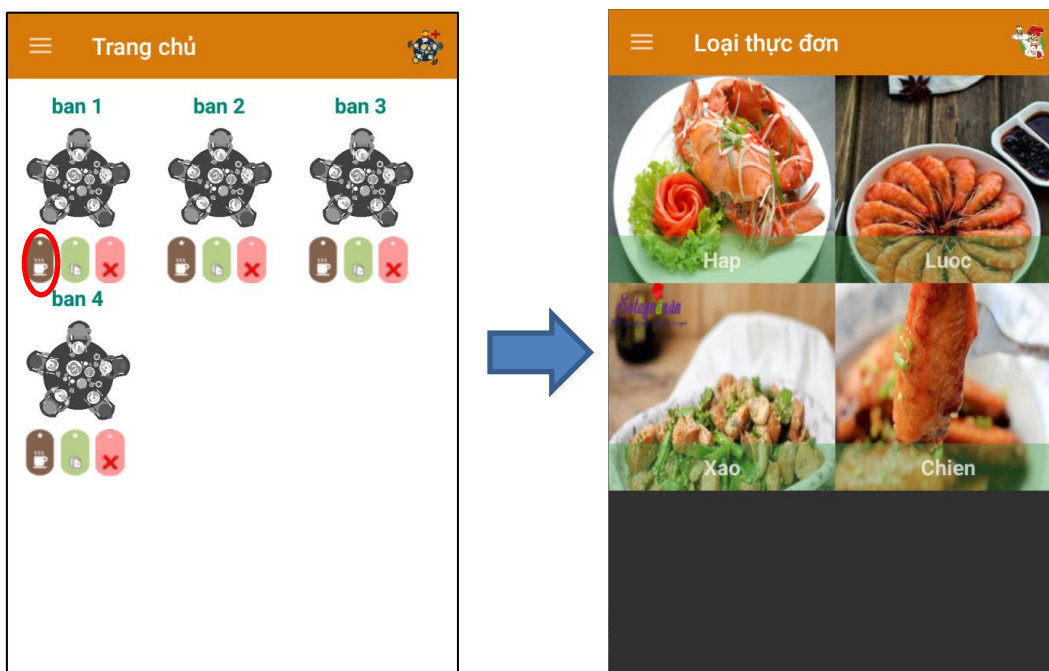 Trang chủ
ban 1
ban 2
ban 3
ban 4
Loại thực đơn
Hap
Luoc
Xao
Chien